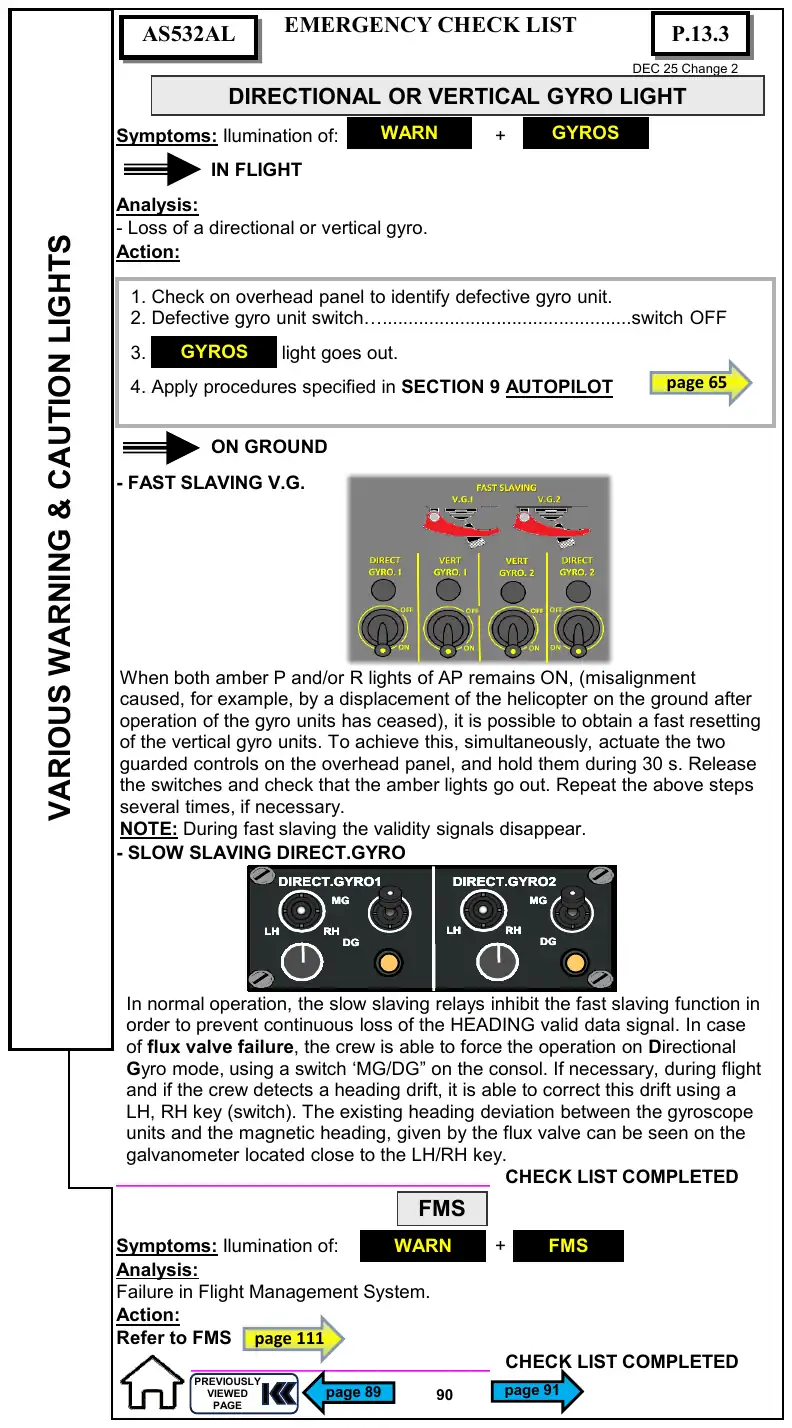 AS532AL
EMERGENCY CHECK LIST
P.13.3
DEC 25 Change 2
VARIOUS WARNING & CAUTION LIGHTS
DIRECTIONAL OR VERTICAL GYRO LIGHT
Symptoms: Ilumination of: WARN + GYROS
IN FLIGHT
Analysis:
- Loss of a directional or vertical gyro.
Action:
1. Check on overhead panel to identify defective gyro unit.
2. Defective gyro unit switch…................................................switch OFF
3. GYROS light goes out.
4. Apply procedures specified in SECTION 9 AUTOPILOT page 65
ON GROUND
- FAST SLAVING V.G.
FAST SLAVING
V.G.1 V.G.2
DIRECT VERT VERT DIRECT
GYRO. 1 GYRO. 1 GYRO. 2 GYRO. 2
OFF OFF OFF OFF
ON ON ON ON
When both amber P and/or R lights of AP remains ON, (misalignment
caused, for example, by a displacement of the helicopter on the ground after
operation of the gyro units has ceased), it is possible to obtain a fast resetting
of the vertical gyro units. To achieve this, simultaneously, actuate the two
guarded controls on the overhead panel, and hold them during 30 s. Release
the switches and check that the amber lights go out. Repeat the above steps
several times, if necessary.
NOTE: During fast slaving the validity signals disappear.
- SLOW SLAVING DIRECT.GYRO
DIRECT.GYRO1 DIRECT.GYRO2
MG MG
LH RH LH RH
DG DG
In normal operation, the slow slaving relays inhibit the fast slaving function in
order to prevent continuous loss of the HEADING valid data signal. In case
of flux valve failure, the crew is able to force the operation on Directional
Gyro mode, using a switch ‘MG/DG” on the consol. If necessary, during flight
and if the crew detects a heading drift, it is able to correct this drift using a
LH, RH key (switch). The existing heading deviation between the gyroscope
units and the magnetic heading, given by the flux valve can be seen on the
galvanometer located close to the LH/RH key.
CHECK LIST COMPLETED
FMS
Symptoms: Ilumination of: WARN + FMS
Analysis:
Failure in Flight Management System.
Action:
Refer to FMS page 111
CHECK LIST COMPLETED
PREVIOUSLY
VIEWED
PAGE
page 89 90 page 91